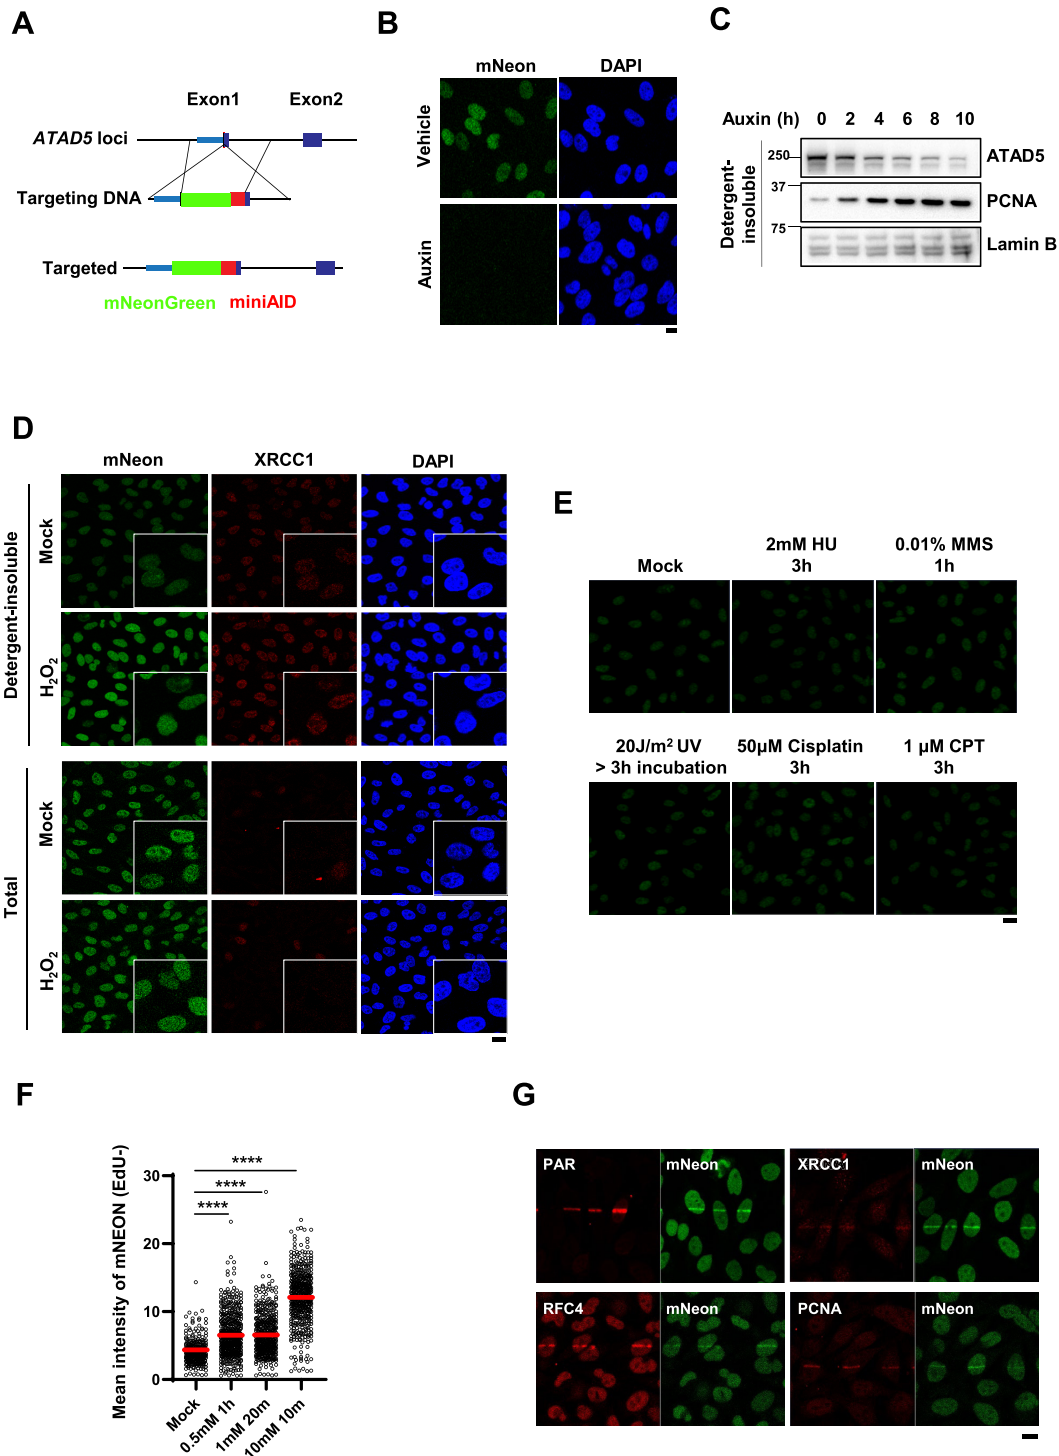 A
Exon1 Exon2
ATAD5 loci
Targeting DNA
Targeted
mNeonGreen miniAID
B
mNeon DAPI
Vehicle
Auxin
C
Auxin (h) 0 2 4 6 8 10
Detergent-
insoluble
250 ATAD5
37 PCNA
75 Lamin B
D
mNeon XRCC1 DAPI
Detergent-insoluble
Mock
H2O2
Total
Mock
H2O2
E
Mock
2mM HU
3h
0.01% MMS
1h
20J/m2 UV
> 3h incubation
50μM Cisplatin
3h
1 μM CPT
3h
F
Mean intensity of mNEON (EdU-)
30
20
10
0
****
****
****
Mock
0.5mM 1h
1mM 20m
10mM 10m
G
PAR mNeon XRCC1 mNeon
RFC4 mNeon PCNA mNeon